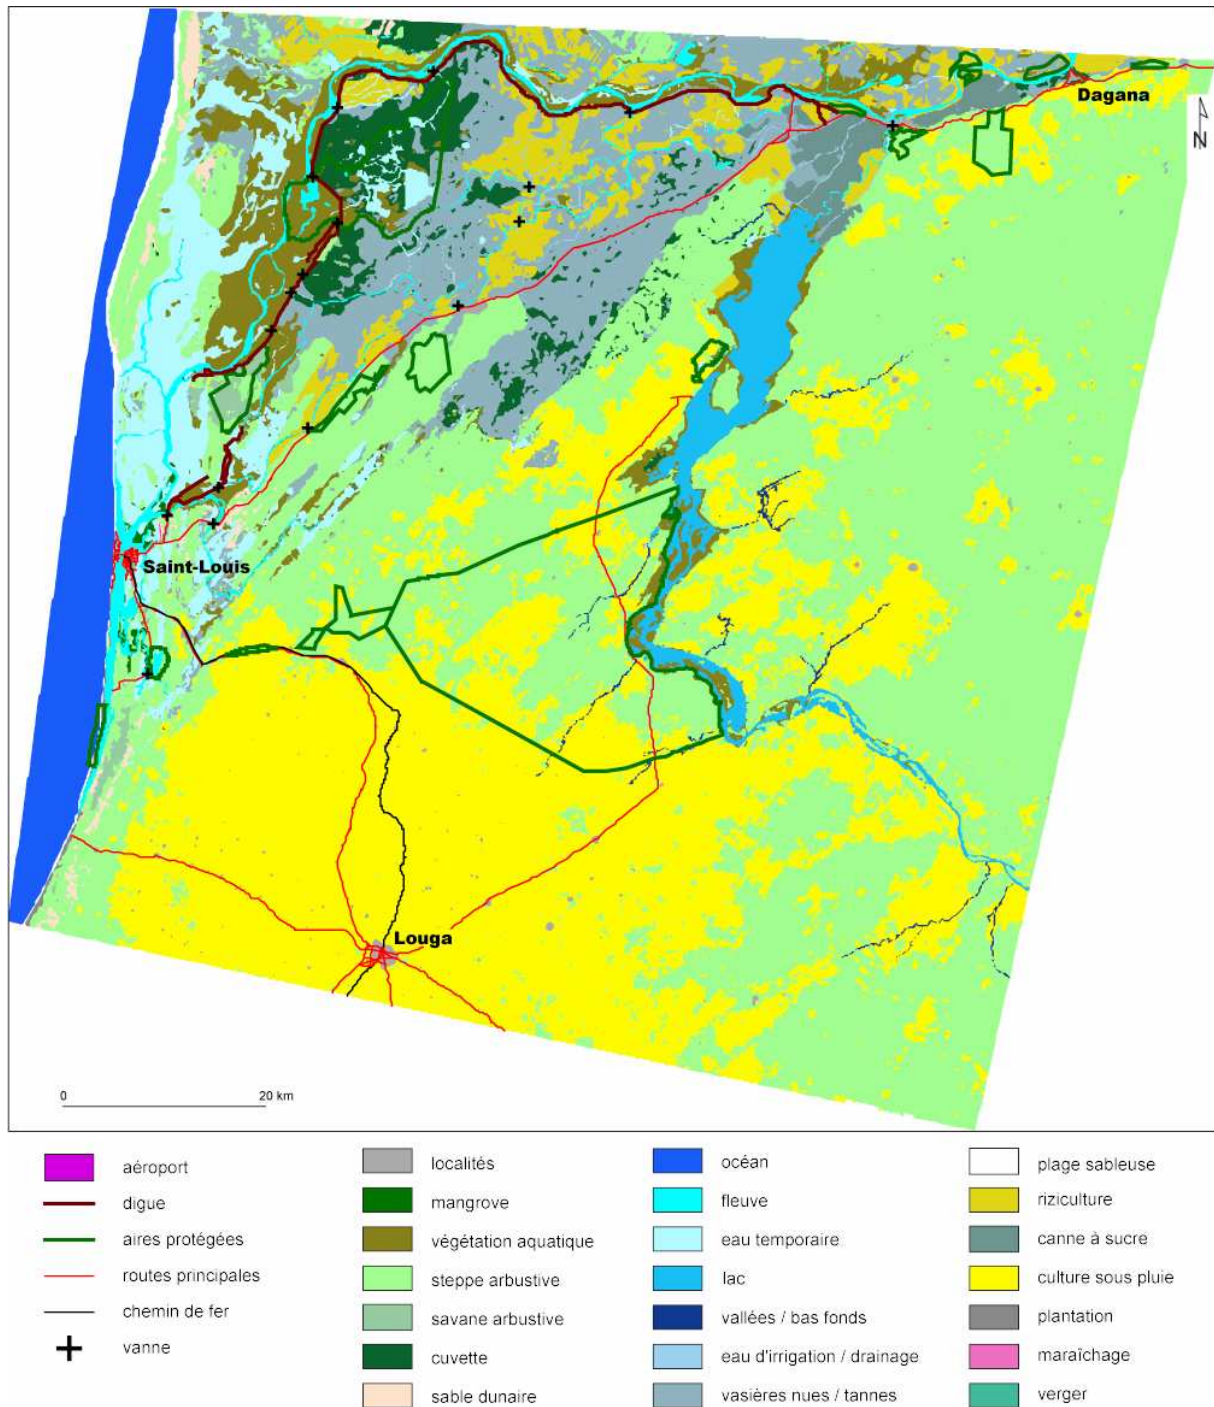 Dagana
N
Saint-Louis
Louga
0 20 km
aéroport
digue
aires protégées
routes principales
chemin de fer
vanne
localités
mangrove
végétation aquatique
steppe arbustive
savane arbustive
cuvette
sable dunaire
océan
fleuve
eau temporaire
lac
vallées / bas fonds
eau d'irrigation / drainage
vasières nues / tannes
plage sableuse
riziculture
canne à sucre
culture sous pluie
plantation
maraîchage
verger